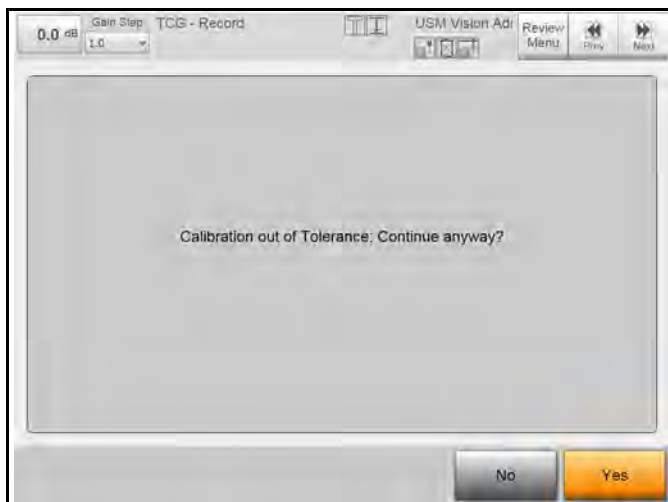 0.0 dB
Gain Step
1.0
TCG - Record
USM Vision Adr
Review
Menu
Prev
Next
Calibration out of Tolerance; Continue anyway?
No
Yes